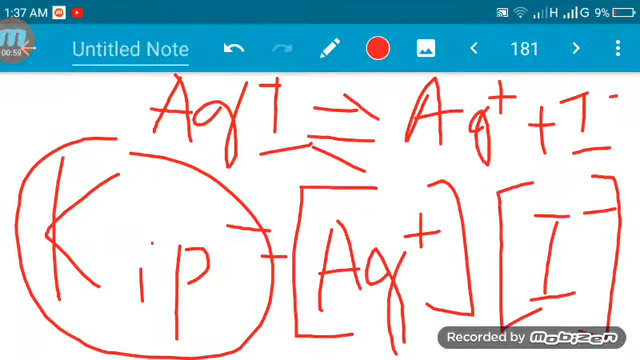 1:37 AM H G 9%
00:59 Untitled Note 181
AgI ⇌ Ag⁺ + I⁻
Kip = [Ag⁺] [I⁻]
Recorded by mobizen